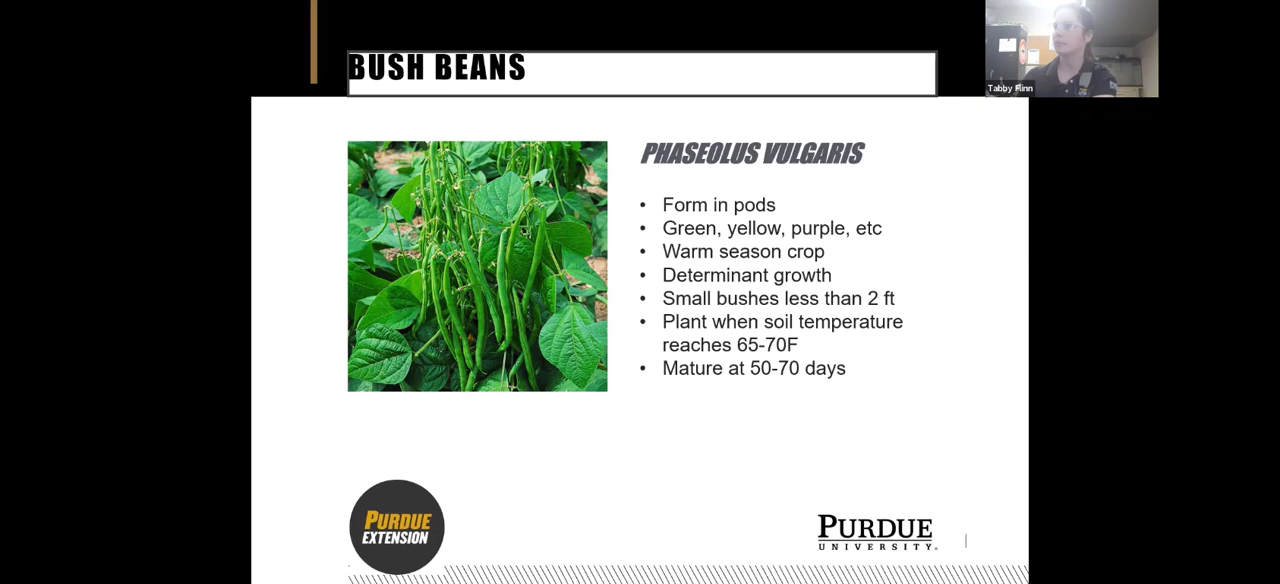 BUSH BEANS
Tabby Flinn
PHASEOLUS VULGARIS
• Form in pods
• Green, yellow, purple, etc
• Warm season crop
• Determinant growth
• Small bushes less than 2 ft
• Plant when soil temperature
reaches 65-70F
• Mature at 50-70 days
PURDUE
EXTENSION
PURDUE
UNIVERSITY®